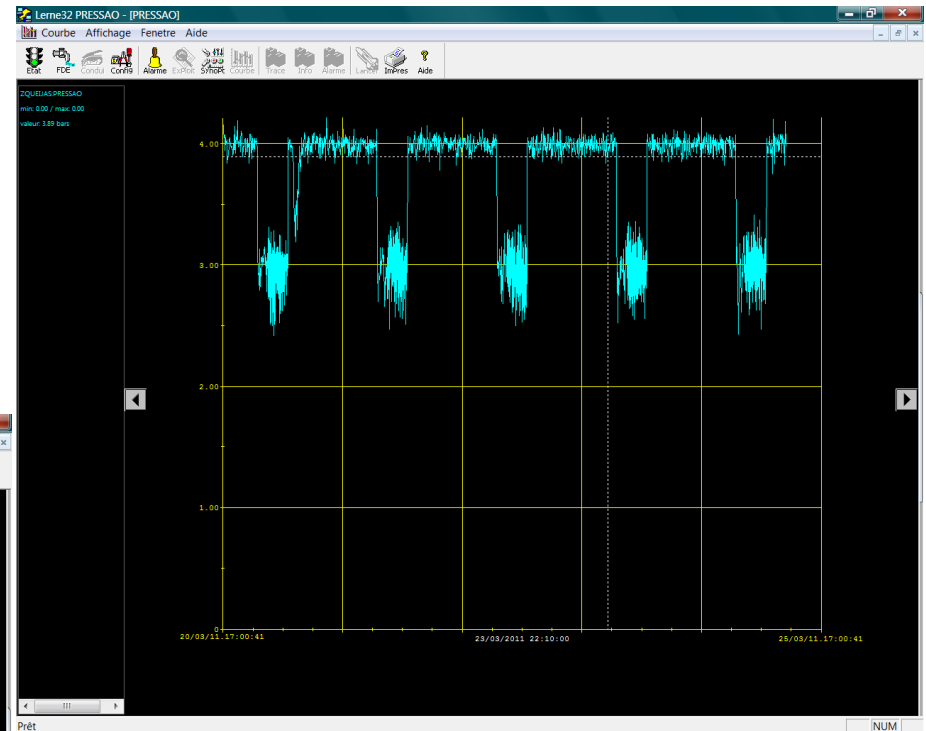 Lerne32 PRESSAO - [PRESSAO]
Courbe Affichage Fenetre Aide
Etat FDE Condui Config Alarme ExPloit SynoPt Courbe Trace Info Alarme Lancer ImPres Aide
ZQUEIJAS:PRESSAO
min: 0.00 / max: 0.00
valeur: 3.89 bars
4.00
3.00
2.00
1.00
0
20/03/11.17:00:41 23/03/2011 22:10:00 25/03/11.17:00:41
Prêt NUM